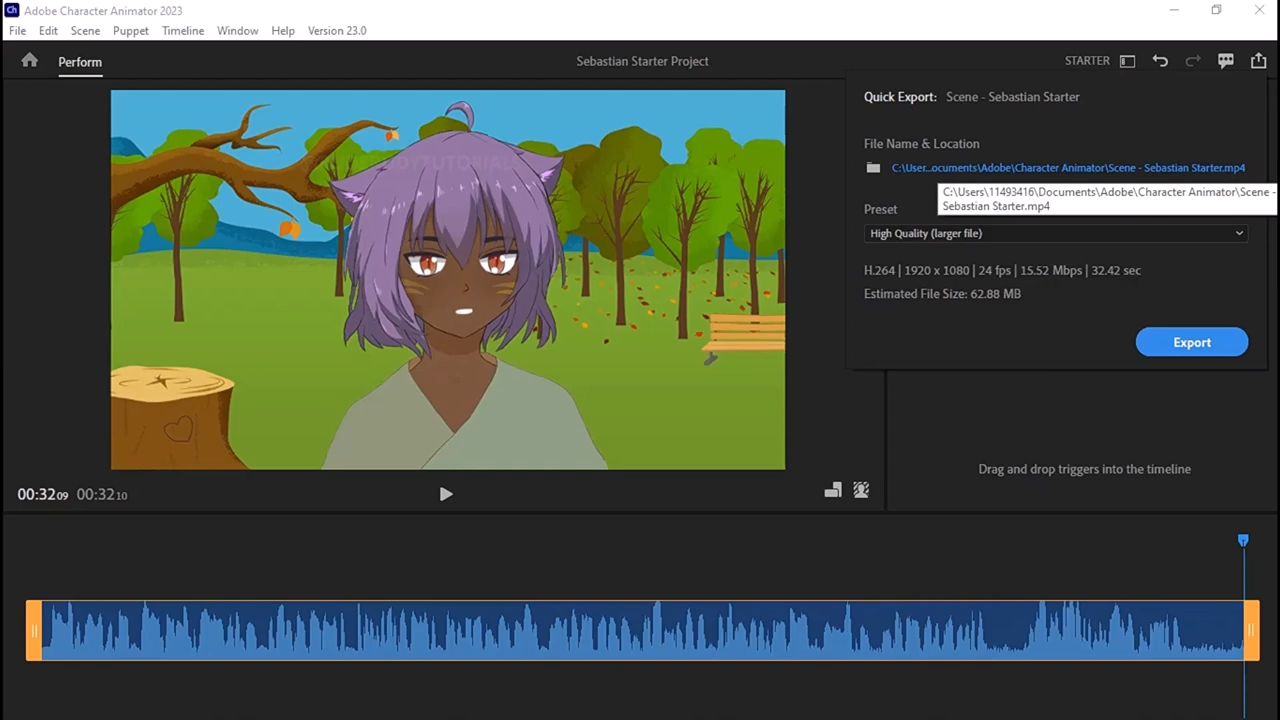 Ch Adobe Character Animator 2023
File Edit Scene Puppet Timeline Window Help Version 23.0
Perform Sebastian Starter Project STARTER
Quick Export: Scene - Sebastian Starter
File Name & Location
C:\User...ocuments\Adobe\Character Animator\Scene - Sebastian Starter.mp4
C:\Users\11493416\Documents\Adobe\Character Animator\Scene -
Sebastian Starter.mp4
Preset
High Quality (larger file)
H.264 | 1920 x 1080 | 24 fps | 15.52 Mbps | 32.42 sec
Estimated File Size: 62.88 MB
Export
Drag and drop triggers into the timeline
00:3209 00:3210